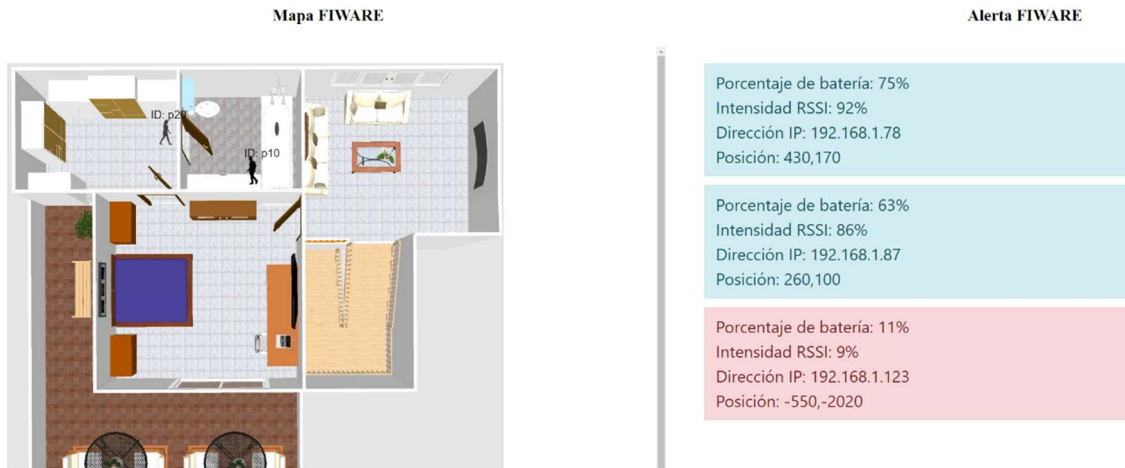 Mapa FIWARE
ID: p20
ID: p10
Alerta FIWARE
Porcentaje de batería: 75%
Intensidad RSSI: 92%
Dirección IP: 192.168.1.78
Posición: 430,170
Porcentaje de batería: 63%
Intensidad RSSI: 86%
Dirección IP: 192.168.1.87
Posición: 260,100
Porcentaje de batería: 11%
Intensidad RSSI: 9%
Dirección IP: 192.168.1.123
Posición: -550,-2020